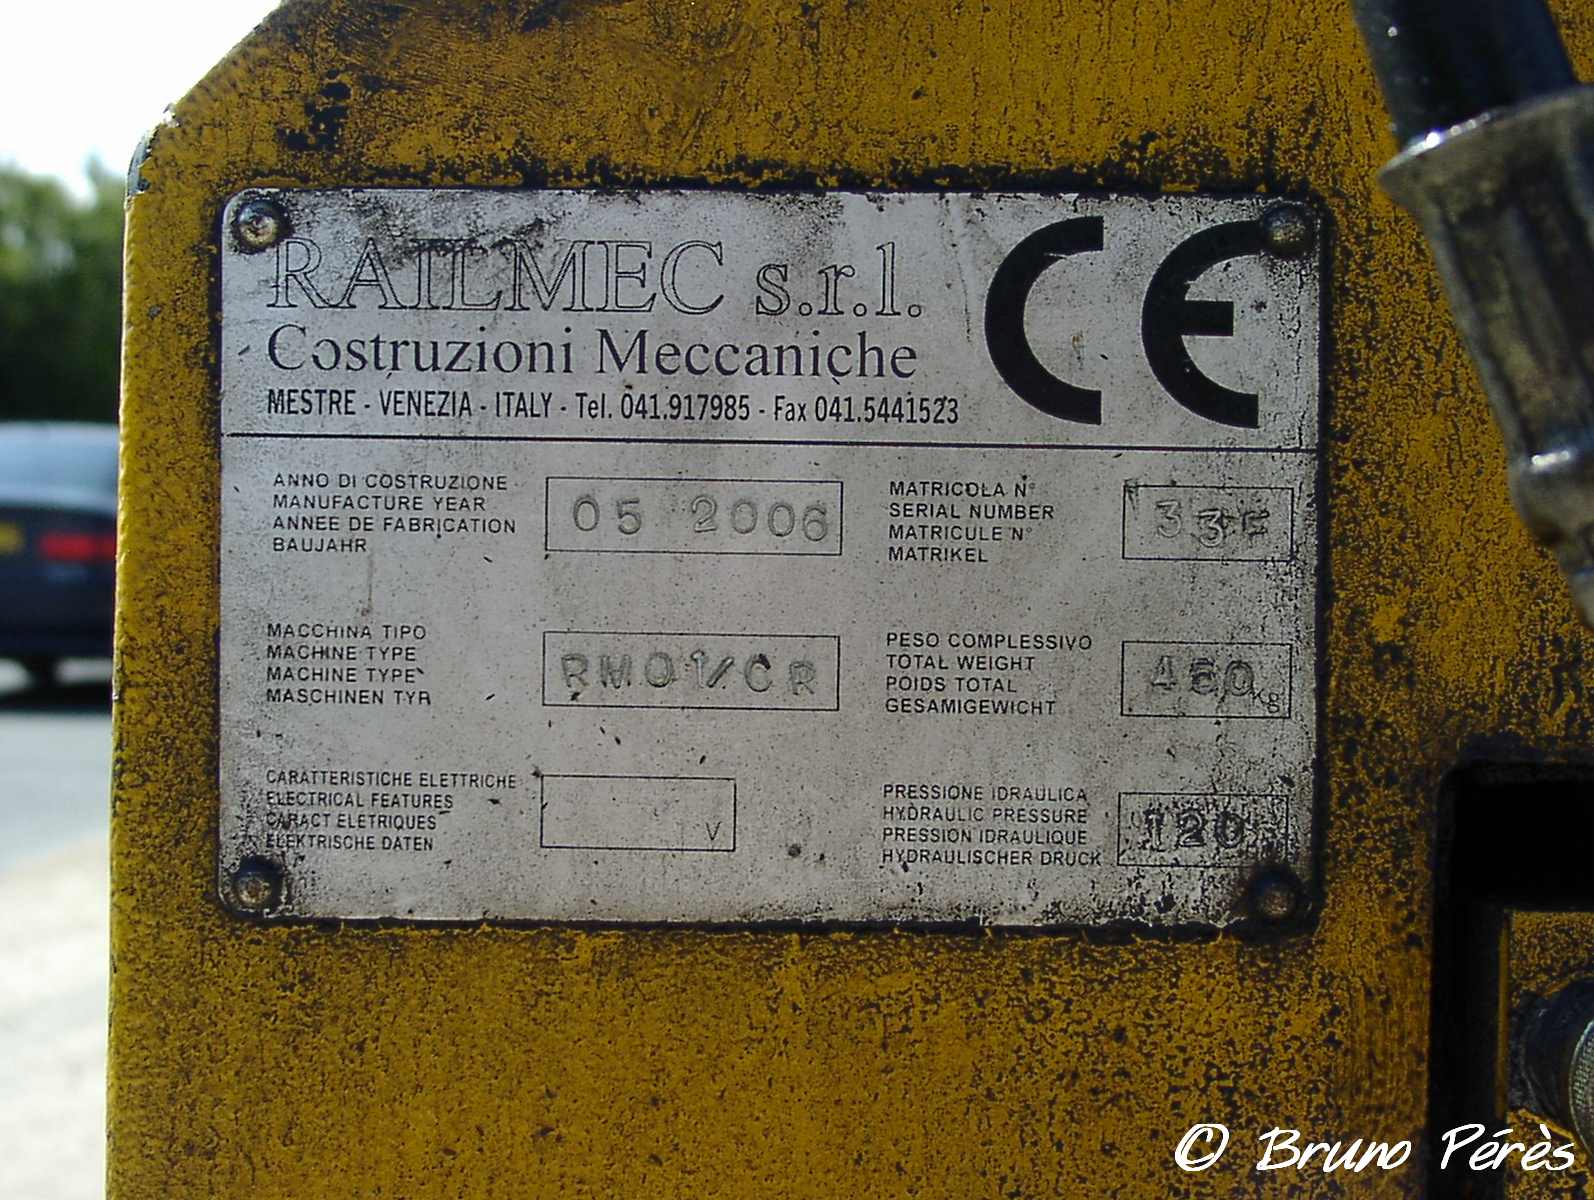 RAILMEC s.r.l.
Costruzioni Meccaniche
MESTRE - VENEZIA - ITALY - Tel. 041.917985 - Fax 041.5441523
CE
ANNO DI COSTRUZIONE
MANUFACTURE YEAR
ANNEE DE FABRICATION
BAUJAHR
05 2006
MATRICOLA N°
SERIAL NUMBER
MATRICULE N°
MATRIKEL
33F
MACCHINA TIPO
MACHINE TYPE
MACHINE TYPE
MASCHINEN TYR
RM01/CR
PESO COMPLESSIVO
TOTAL WEIGHT
POIDS TOTAL
GESAMIGEWICHT
Kg
CARATTERISTICHE ELETTRICHE
ELECTRICAL FEATURES
CARACT ELETRIQUES
ELEKTRISCHE DATEN
V
PRESSIONE IDRAULICA
HYDRAULIC PRESSURE
PRESSION IDRAULIQUE
HYDRAULISCHER DRUCK
120
© Bruno Pérès